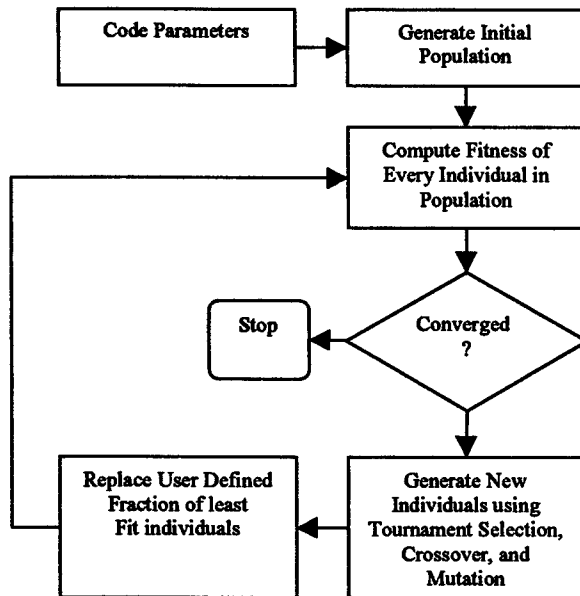 Code Parameters
Generate Initial
Population
Compute Fitness of
Every Individual in
Population
Stop
Converged
?
Replace User Defined
Fraction of least
Fit individuals
Generate New
Individuals using
Tournament Selection,
Crossover, and
Mutation